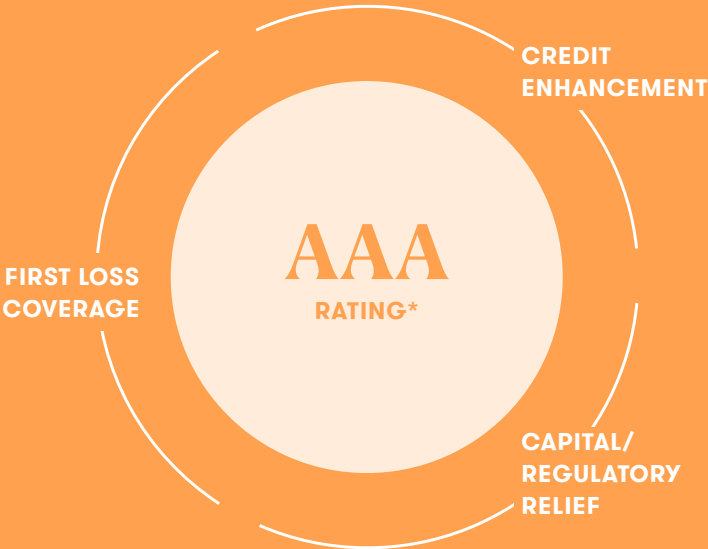 CREDIT
ENHANCEMENT
AAA
RATING*
FIRST LOSS
COVERAGE
CAPITAL/
REGULATORY
RELIEF